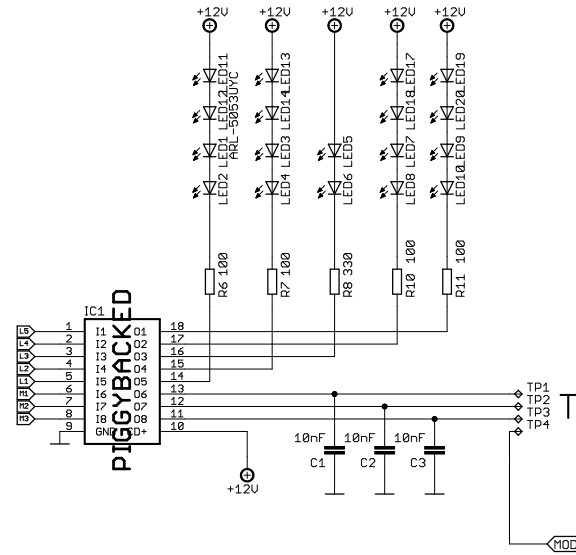 +12V +12V +12V +12V +12V
LED11 LED13 LED17 LED19
LED12 LED14 LED18 LED20
LED1 LED3 LED5 LED7 LED9
LED2 LED4 LED6 LED8 LED10
ARL-5053UYC
R6 100 R7 100 R8 330 R10 100 R11 100
IC1
PIGGYBACKED
L5 1 I1 O1 18
L4 2 I2 O2 17
L3 3 I3 O3 16
L2 4 I4 O4 15
L1 5 I5 O5 14
M1 6 I6 O6 13
M2 7 I7 O7 12
M3 8 I8 O8 11
9 GND CD+ 10
TP1
TP2
TP3
TP4
T
10nF 10nF 10nF
C1 C2 C3
+12V
MOD